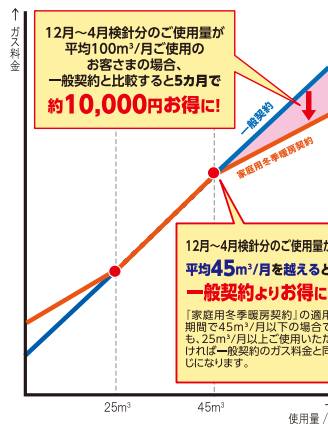 ↑
ガス料金
12月～4月検針分のご使用量が
平均100m³/月ご使用の
お客さまの場合、
一般契約と比較すると5カ月で
約10,000円お得に!
一般契約
家庭用冬季暖房契約
12月～4月検針分のご使用量が
平均45m³/月を越えると
一般契約よりお得に
『家庭用冬季暖房契約』の適用
期間で45m³/月以下の場合で
も、25m³/月以上ご使用いただ
ければ一般契約のガス料金と同
じになります。
25m³
45m³
使用量/